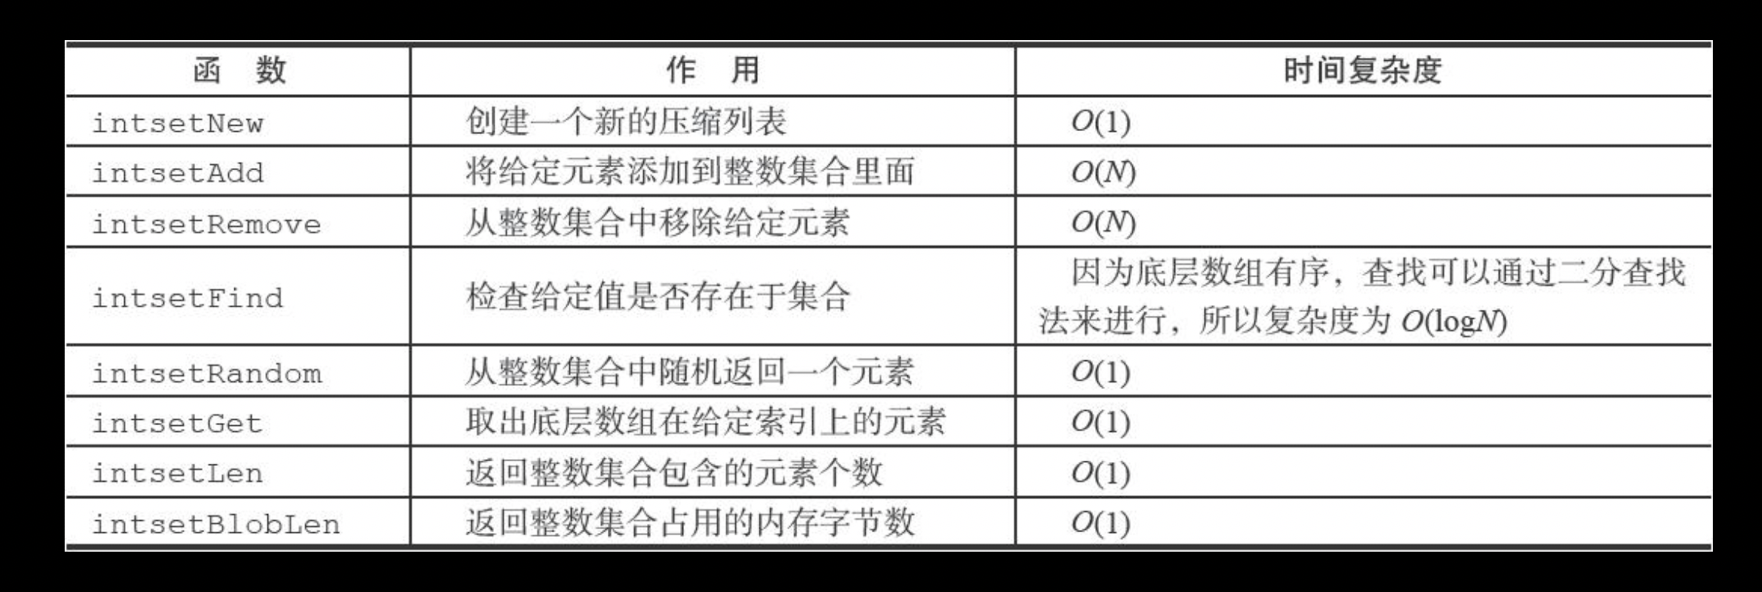 函 数 作 用 时间复杂度
intsetNew 创建一个新的压缩列表 O(1)
intsetAdd 将给定元素添加到整数集合里面 O(N)
intsetRemove 从整数集合中移除给定元素 O(N)
intsetFind 检查给定值是否存在于集合 因为底层数组有序，查找可以通过二分查找
法来进行，所以复杂度为 O(logN)
intsetRandom 从整数集合中随机返回一个元素 O(1)
intsetGet 取出底层数组在给定索引上的元素 O(1)
intsetLen 返回整数集合包含的元素个数 O(1)
intsetBlobLen 返回整数集合占用的内存字节数 O(1)